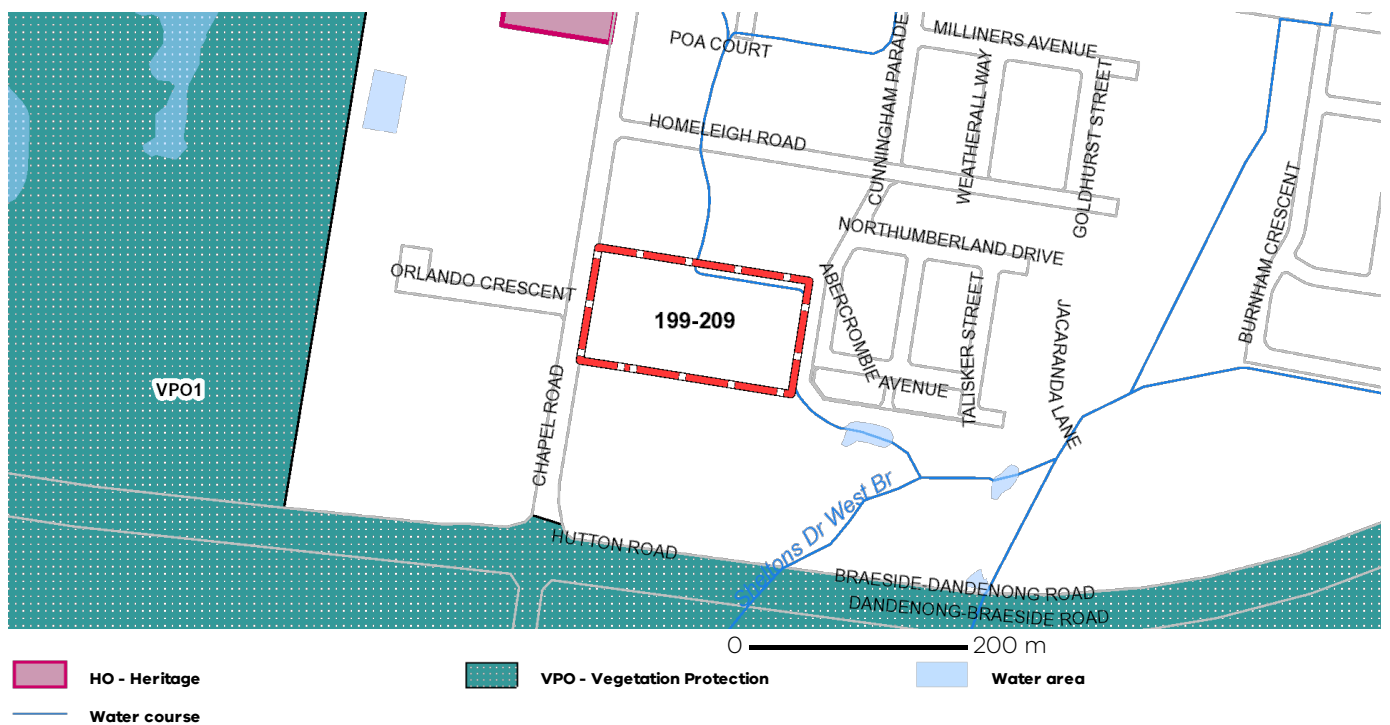 POA COURT
MILLINERS AVENUE
CUNNINGHAM PARADE
WEATHERALL WAY
GOLDHURST STREET
HOMELEIGH ROAD
BURNHAM CRESCENT
NORTHUMBERLAND DRIVE
ORLANDO CRESCENT
ABERCROMBIE
AVENUE
TALISKER STREET
JACARANDA LANE
199-209
VPO1
CHAPEL ROAD
Sheltons Dr West Br
HUTTON ROAD
BRAESIDE-DANDENONG ROAD
DANDENONG-BRAESIDE ROAD
0 200 m
HO - Heritage
VPO - Vegetation Protection
Water area
Water course